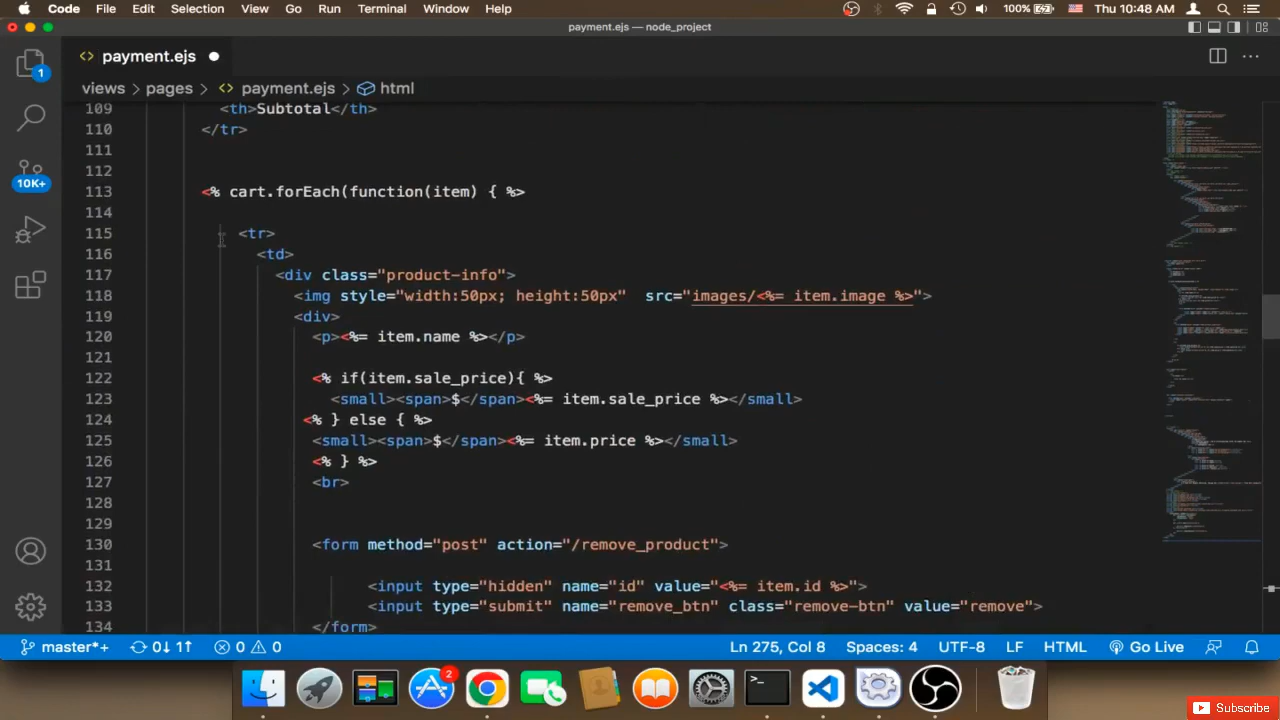 Code File Edit Selection View Go Run Terminal Window Help 100% Thu 10:48 AM
payment.ejs — node_project
<> payment.ejs
views > pages > <> payment.ejs > html
1
10K+
109 <th>Subtotal</th>
110 </tr>
111
112
113 <% cart.forEach(function(item) { %>
114
115 <tr>
116 <td>
117 <div class="product-info">
118 <img style="width:50px; height:50px" src="images/<%= item.image %>">
119 <div>
120 <p><%= item.name %></p>
121
122 <% if(item.sale_price){ %>
123 <small><span>$</span><%= item.sale_price %></small>
124 <% } else { %>
125 <small><span>$</span><%= item.price %></small>
126 <% } %>
127 <br>
128
129
130 <form method="post" action="/remove_product">
131
132 <input type="hidden" name="id" value="<%= item.id %>">
133 <input type="submit" name="remove_btn" class="remove-btn" value="remove">
134 </form>
master*+ 0↓ 1↑ 0 0 Ln 275, Col 8 Spaces: 4 UTF-8 LF HTML Go Live
2
>_
Subscribe